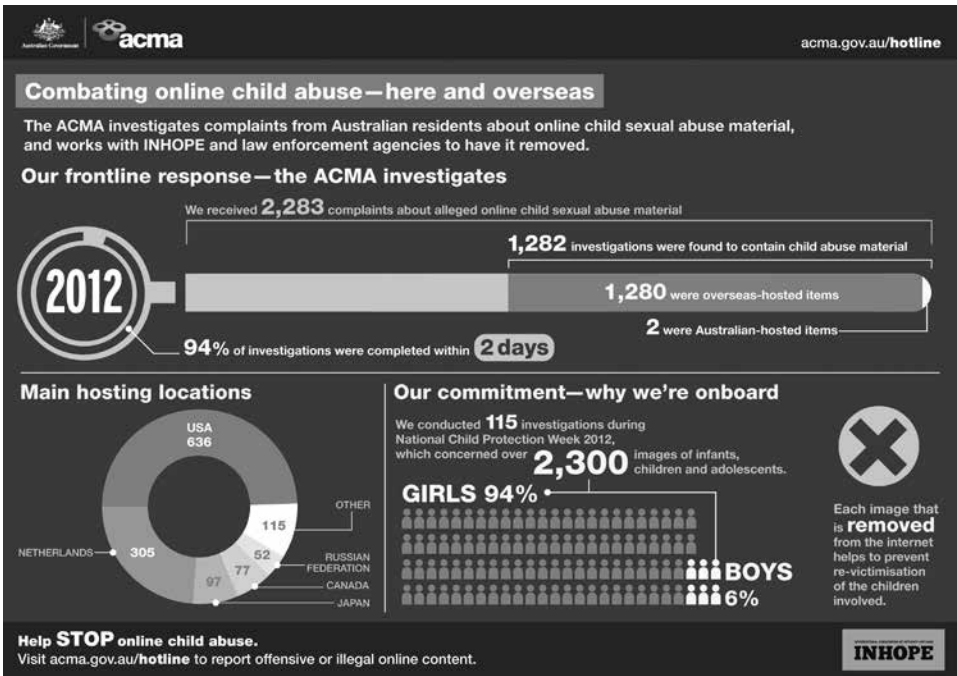 Australian Government
acma
acma.gov.au/hotline
Combating online child abuse—here and overseas
The ACMA investigates complaints from Australian residents about online child sexual abuse material,
and works with INHOPE and law enforcement agencies to have it removed.
Our frontline response—the ACMA investigates
We received 2,283 complaints about alleged online child sexual abuse material
1,282 investigations were found to contain child abuse material
2012
1,280 were overseas-hosted items
2 were Australian-hosted items
94% of investigations were completed within 2 days
Main hosting locations
USA
636
OTHER
115
NETHERLANDS
305
52
RUSSIAN
FEDERATION
77
CANADA
97
JAPAN
Our commitment—why we're onboard
We conducted 115 investigations during
National Child Protection Week 2012,
which concerned over 2,300 images of infants,
children and adolescents.
GIRLS 94%
BOYS
6%
Each image that
is removed
from the internet
helps to prevent
re-victimisation
of the children
involved.
Help STOP online child abuse.
Visit acma.gov.au/hotline to report offensive or illegal online content.
INHOPE